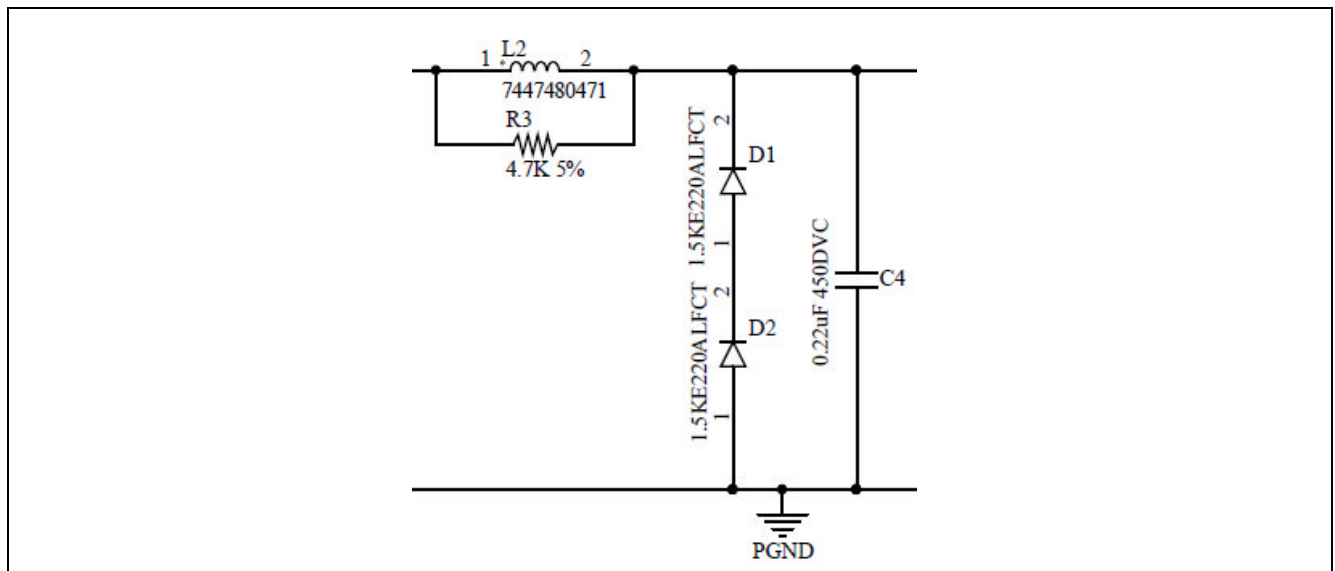 1 L2 2
7447480471
R3
4.7K 5%
2
1.5KE220ALFCT
D1
1
2
1.5KE220ALFCT
D2
1
0.22uF 450DVC
C4
PGND